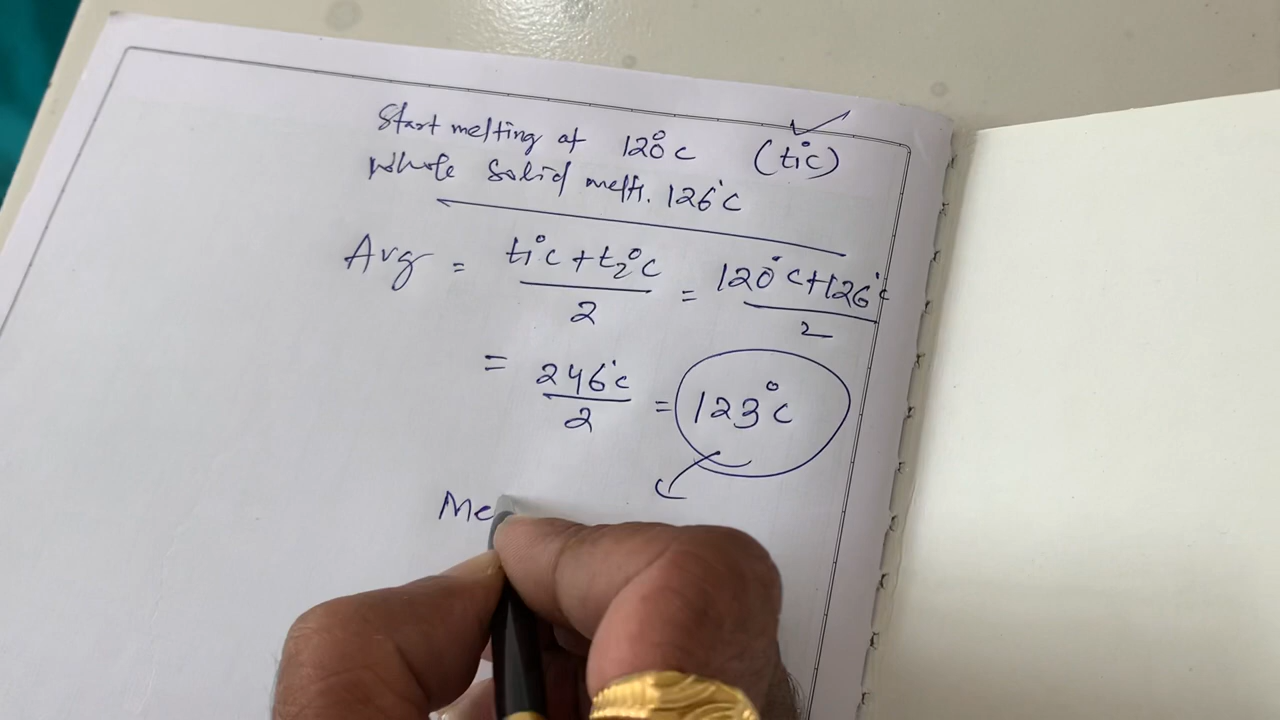 Start melting at 120°C (t1°C)
Whole Solid melts. 126°C
Avg = t1°C + t2°C / 2 = 120°C + 126°C / 2
= 246°C / 2 = 123°C
Me